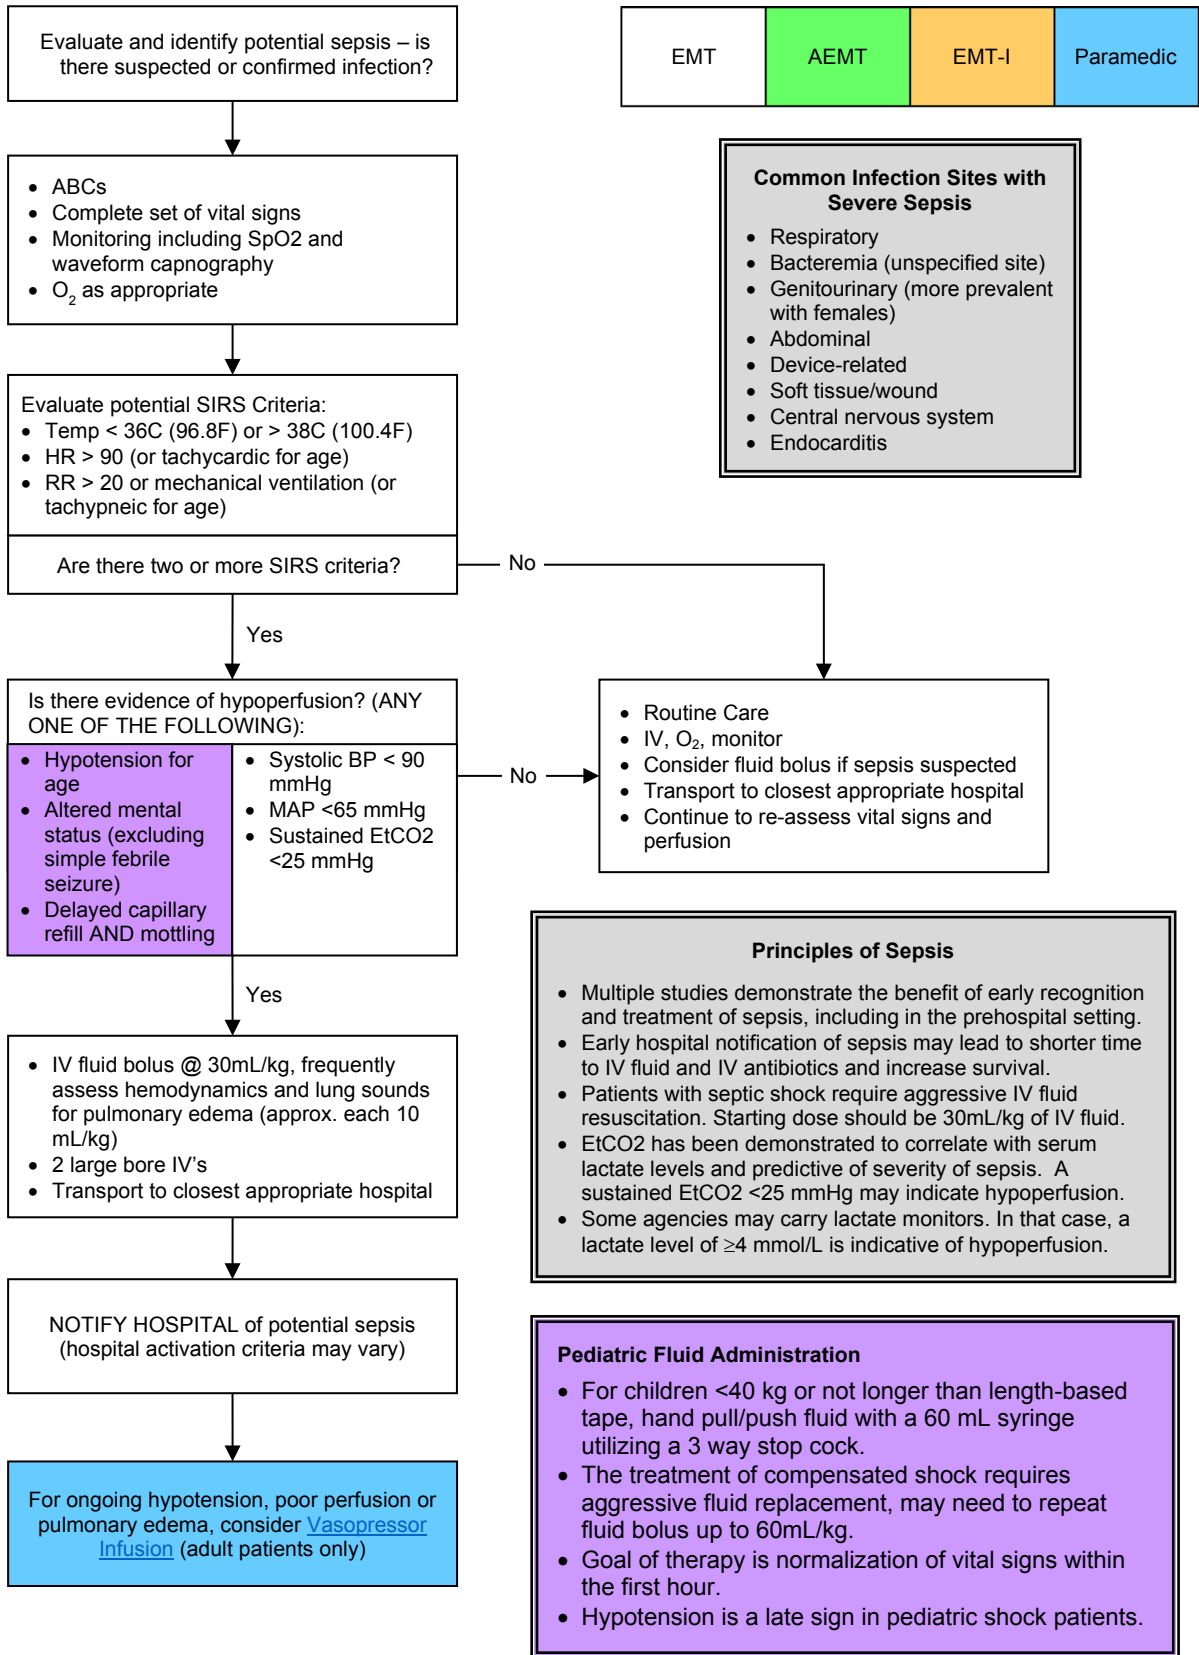 Evaluate and identify potential sepsis – is
there suspected or confirmed infection?
EMT
AEMT
EMT-I
Paramedic
• ABCs
• Complete set of vital signs
• Monitoring including SpO2 and
waveform capnography
• O₂ as appropriate
Common Infection Sites with
Severe Sepsis
• Respiratory
• Bacteremia (unspecified site)
• Genitourinary (more prevalent
with females)
• Abdominal
• Device-related
• Soft tissue/wound
• Central nervous system
• Endocarditis
Evaluate potential SIRS Criteria:
• Temp < 36C (96.8F) or > 38C (100.4F)
• HR > 90 (or tachycardic for age)
• RR > 20 or mechanical ventilation (or
tachypneic for age)
Are there two or more SIRS criteria?
No
Yes
Is there evidence of hypoperfusion? (ANY
ONE OF THE FOLLOWING):
• Hypotension for
age
• Altered mental
status (excluding
simple febrile
seizure)
• Delayed capillary
refill AND mottling
• Systolic BP < 90
mmHg
• MAP <65 mmHg
• Sustained EtCO2
<25 mmHg
No
• Routine Care
• IV, O₂, monitor
• Consider fluid bolus if sepsis suspected
• Transport to closest appropriate hospital
• Continue to re-assess vital signs and
perfusion
Yes
• IV fluid bolus @ 30mL/kg, frequently
assess hemodynamics and lung sounds
for pulmonary edema (approx. each 10
mL/kg)
• 2 large bore IV's
• Transport to closest appropriate hospital
Principles of Sepsis
• Multiple studies demonstrate the benefit of early recognition
and treatment of sepsis, including in the prehospital setting.
• Early hospital notification of sepsis may lead to shorter time
to IV fluid and IV antibiotics and increase survival.
• Patients with septic shock require aggressive IV fluid
resuscitation. Starting dose should be 30mL/kg of IV fluid.
• EtCO2 has been demonstrated to correlate with serum
lactate levels and predictive of severity of sepsis. A
sustained EtCO2 <25 mmHg may indicate hypoperfusion.
• Some agencies may carry lactate monitors. In that case, a
lactate level of ≥4 mmol/L is indicative of hypoperfusion.
NOTIFY HOSPITAL of potential sepsis
(hospital activation criteria may vary)
For ongoing hypotension, poor perfusion or
pulmonary edema, consider Vasopressor
Infusion (adult patients only)
Pediatric Fluid Administration
• For children <40 kg or not longer than length-based
tape, hand pull/push fluid with a 60 mL syringe
utilizing a 3 way stop cock.
• The treatment of compensated shock requires
aggressive fluid replacement, may need to repeat
fluid bolus up to 60mL/kg.
• Goal of therapy is normalization of vital signs within
the first hour.
• Hypotension is a late sign in pediatric shock patients.